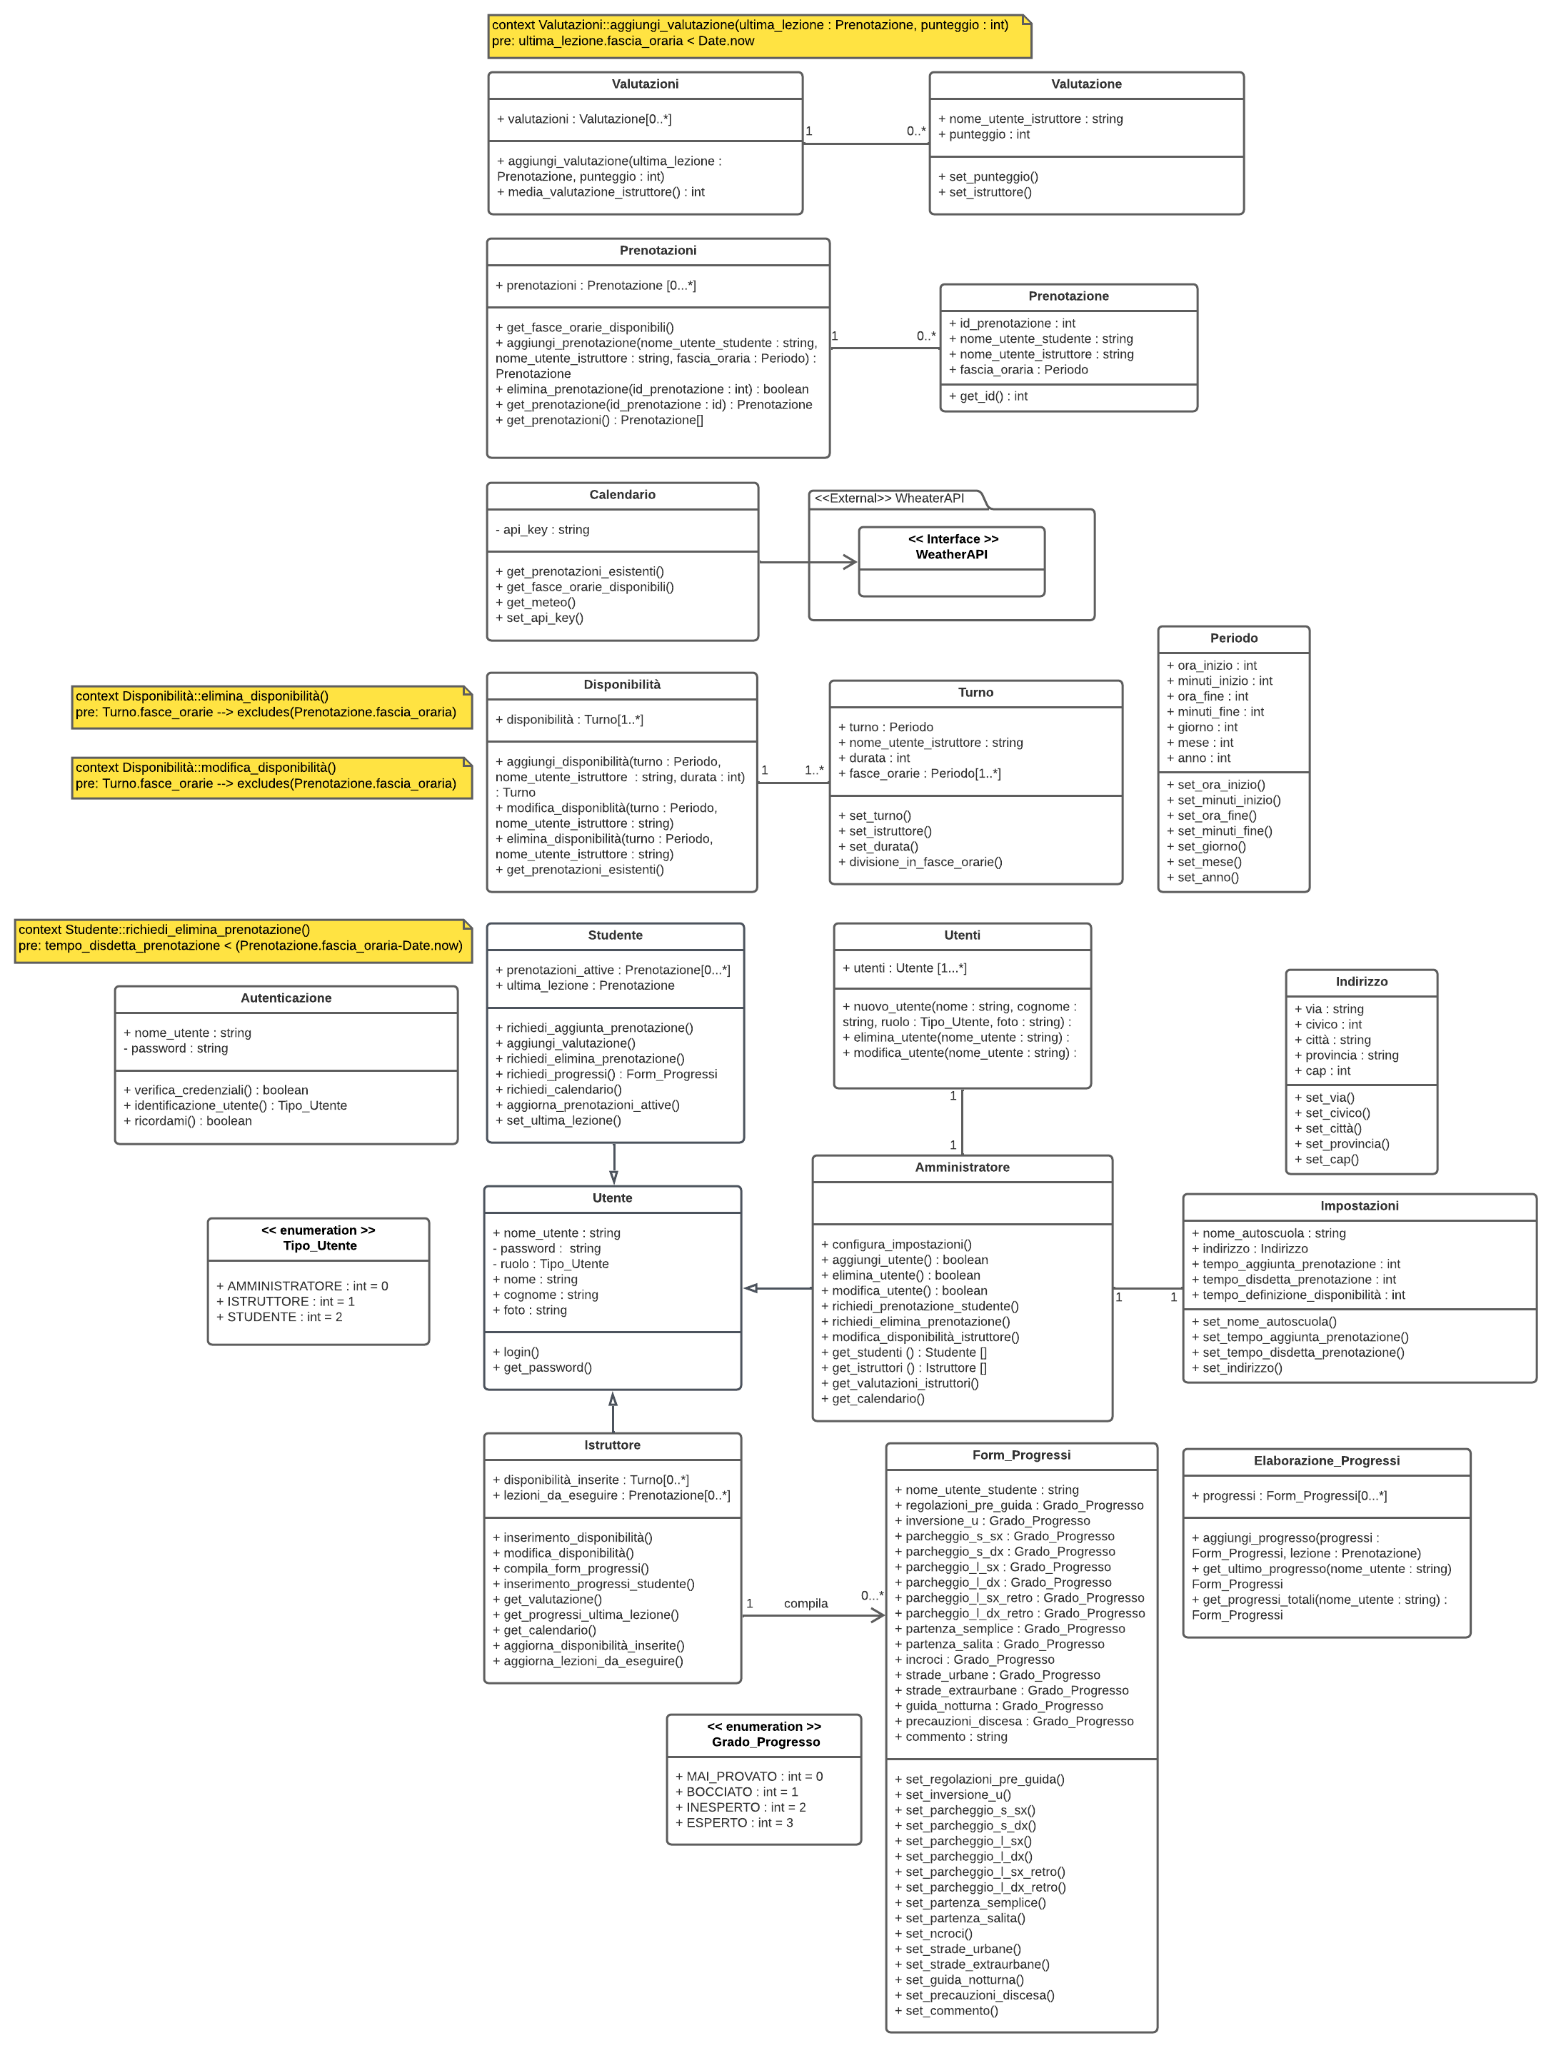 context Valutazioni::aggiungi_valutazione(ultima_lezione : Prenotazione, punteggio : int)
pre: ultima_lezione.fascia_oraria < Date.now
Valutazioni
+ valutazioni : Valutazione[0..*]
+ aggiungi_valutazione(ultima_lezione :
Prenotazione, punteggio : int)
+ media_valutazione_istruttore() : int
1
0..*
Valutazione
+ nome_utente_istruttore : string
+ punteggio : int
+ set_punteggio()
+ set_istruttore()
Prenotazioni
+ prenotazioni : Prenotazione [0...*]
+ get_fasce_orarie_disponibili()
+ aggiungi_prenotazione(nome_utente_studente : string,
nome_utente_istruttore : string, fascia_oraria : Periodo) :
Prenotazione
+ elimina_prenotazione(id_prenotazione : int) : boolean
+ get_prenotazione(id_prenotazione : id) : Prenotazione
+ get_prenotazioni() : Prenotazione[]
1
0..*
Prenotazione
+ id_prenotazione : int
+ nome_utente_studente : string
+ nome_utente_istruttore : string
+ fascia_oraria : Periodo
+ get_id() : int
Calendario
- api_key : string
+ get_prenotazioni_esistenti()
+ get_fasce_orarie_disponibili()
+ get_meteo()
+ set_api_key()
<<External>> WheaterAPI
<< Interface >>
WeatherAPI
Periodo
+ ora_inizio : int
+ minuti_inizio : int
+ ora_fine : int
+ minuti_fine : int
+ giorno : int
+ mese : int
+ anno : int
+ set_ora_inizio()
+ set_minuti_inizio()
+ set_ora_fine()
+ set_minuti_fine()
+ set_giorno()
+ set_mese()
+ set_anno()
context Disponibilità::elimina_disponibilità()
pre: Turno.fasce_orarie --> excludes(Prenotazione.fascia_oraria)
context Disponibilità::modifica_disponibilità()
pre: Turno.fasce_orarie --> excludes(Prenotazione.fascia_oraria)
Disponibilità
+ disponibilità : Turno[1..*]
+ aggiungi_disponibilità(turno : Periodo,
nome_utente_istruttore  : string, durata : int)
: Turno
+ modifica_disponiblità(turno : Periodo,
nome_utente_istruttore : string)
+ elimina_disponibilità(turno : Periodo,
nome_utente_istruttore : string)
+ get_prenotazioni_esistenti()
1
1..*
Turno
+ turno : Periodo
+ nome_utente_istruttore : string
+ durata : int
+ fasce_orarie : Periodo[1..*]
+ set_turno()
+ set_istruttore()
+ set_durata()
+ divisione_in_fasce_orarie()
context Studente::richiedi_elimina_prenotazione()
pre: tempo_disdetta_prenotazione < (Prenotazione.fascia_oraria-Date.now)
Autenticazione
+ nome_utente : string
- password : string
+ verifica_credenziali() : boolean
+ identificazione_utente() : Tipo_Utente
+ ricordami() : boolean
Studente
+ prenotazioni_attive : Prenotazione[0...*]
+ ultima_lezione : Prenotazione
+ richiedi_aggiunta_prenotazione()
+ aggiungi_valutazione()
+ richiedi_elimina_prenotazione()
+ richiedi_progressi() : Form_Progressi
+ richiedi_calendario()
+ aggiorna_prenotazioni_attive()
+ set_ultima_lezione()
Utenti
+ utenti : Utente [1...*]
+ nuovo_utente(nome : string, cognome :
string, ruolo : Tipo_Utente, foto : string) :
+ elimina_utente(nome_utente : string) :
+ modifica_utente(nome_utente : string) :
1
1
Indirizzo
+ via : string
+ civico : int
+ città : string
+ provincia : string
+ cap : int
+ set_via()
+ set_civico()
+ set_città()
+ set_provincia()
+ set_cap()
<< enumeration >>
Tipo_Utente
+ AMMINISTRATORE : int = 0
+ ISTRUTTORE : int = 1
+ STUDENTE : int = 2
Utente
+ nome_utente : string
- password :  string
- ruolo : Tipo_Utente
+ nome : string
+ cognome : string
+ foto : string
+ login()
+ get_password()
Amministratore
+ configura_impostazioni()
+ aggiungi_utente() : boolean
+ elimina_utente() : boolean
+ modifica_utente() : boolean
+ richiedi_prenotazione_studente()
+ richiedi_elimina_prenotazione()
+ modifica_disponibilità_istruttore()
+ get_studenti () : Studente []
+ get_istruttori () : Istruttore []
+ get_valutazioni_istruttori()
+ get_calendario()
1
1
Impostazioni
+ nome_autoscuola : string
+ indirizzo : Indirizzo
+ tempo_aggiunta_prenotazione : int
+ tempo_disdetta_prenotazione : int
+ tempo_definizione_disponibilità : int
+ set_nome_autoscuola()
+ set_tempo_aggiunta_prenotazione()
+ set_tempo_disdetta_prenotazione()
+ set_indirizzo()
Istruttore
+ disponibilità_inserite : Turno[0..*]
+ lezioni_da_eseguire : Prenotazione[0..*]
+ inserimento_disponibilità()
+ modifica_disponibilità()
+ compila_form_progressi()
+ inserimento_progressi_studente()
+ get_valutazione()
+ get_progressi_ultima_lezione()
+ get_calendario()
+ aggiorna_disponibilità_inserite()
+ aggiorna_lezioni_da_eseguire()
1
compila
0...*
Form_Progressi
+ nome_utente_studente : string
+ regolazioni_pre_guida : Grado_Progresso
+ inversione_u : Grado_Progresso
+ parcheggio_s_sx : Grado_Progresso
+ parcheggio_s_dx : Grado_Progresso
+ parcheggio_l_sx : Grado_Progresso
+ parcheggio_l_dx : Grado_Progresso
+ parcheggio_l_sx_retro : Grado_Progresso
+ parcheggio_l_dx_retro : Grado_Progresso
+ partenza_semplice : Grado_Progresso
+ partenza_salita : Grado_Progresso
+ incroci : Grado_Progresso
+ strade_urbane : Grado_Progresso
+ strade_extraurbane : Grado_Progresso
+ guida_notturna : Grado_Progresso
+ precauzioni_discesa : Grado_Progresso
+ commento : string
+ set_regolazioni_pre_guida()
+ set_inversione_u()
+ set_parcheggio_s_sx()
+ set_parcheggio_s_dx()
+ set_parcheggio_l_sx()
+ set_parcheggio_l_dx()
+ set_parcheggio_l_sx_retro()
+ set_parcheggio_l_dx_retro()
+ set_partenza_semplice()
+ set_partenza_salita()
+ set_ncroci()
+ set_strade_urbane()
+ set_strade_extraurbane()
+ set_guida_notturna()
+ set_precauzioni_discesa()
+ set_commento()
Elaborazione_Progressi
+ progressi : Form_Progressi[0...*]
+ aggiungi_progresso(progressi :
Form_Progressi, lezione : Prenotazione)
+ get_ultimo_progresso(nome_utente : string)
Form_Progressi
+ get_progressi_totali(nome_utente : string) :
Form_Progressi
<< enumeration >>
Grado_Progresso
+ MAI_PROVATO : int = 0
+ BOCCIATO : int = 1
+ INESPERTO : int = 2
+ ESPERTO : int = 3